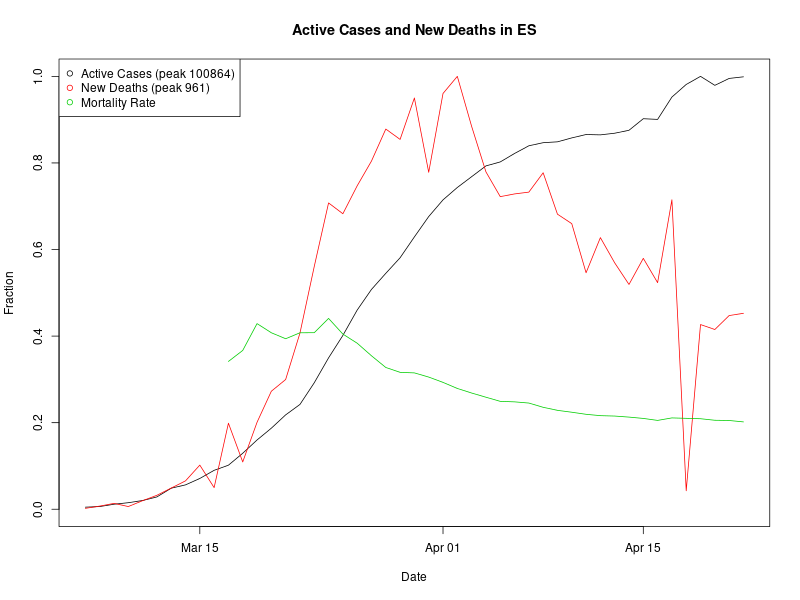 Active Cases and New Deaths in ES
Active Cases (peak 100864)
New Deaths (peak 961)
Mortality Rate
1.0
0.8
0.6
0.4
0.2
0.0
Fraction
Mar 15
Apr 01
Apr 15
Date